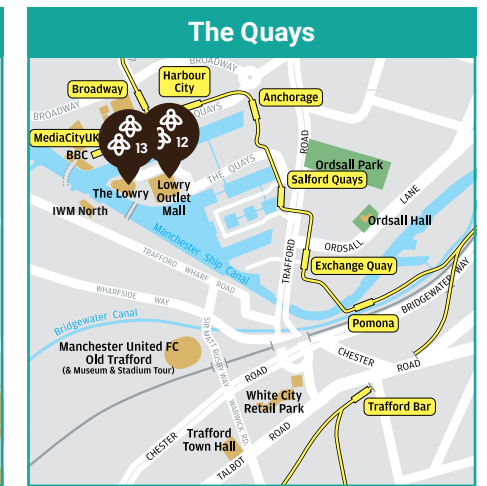 The Quays
BROADWAY
Harbour
City
Broadway
Anchorage
BROADWAY
THE QUAYS
MediaCityUK
BBC
13
12
ROAD
Ordsall Park
THE QUAYS
Salford Quays
LANE
The Lowry
Lowry
Outlet
Mall
IWM North
Ordsall Hall
Manchester Ship Canal
ORDSALL
TRAFFORD
TRAFFORD WHARF ROAD
Exchange Quay
WHARFSIDE WAY
BRIDGEWATER WAY
Bridgewater Canal
Pomona
SIR MATT BUSBY WAY
Manchester United FC
Old Trafford
(& Museum & Stadium Tour)
CHESTER
ROAD
ROAD
White City
Retail Park
Trafford Bar
WARWICK RD.
Trafford
Town Hall
ROAD
CHESTER
TALBOT